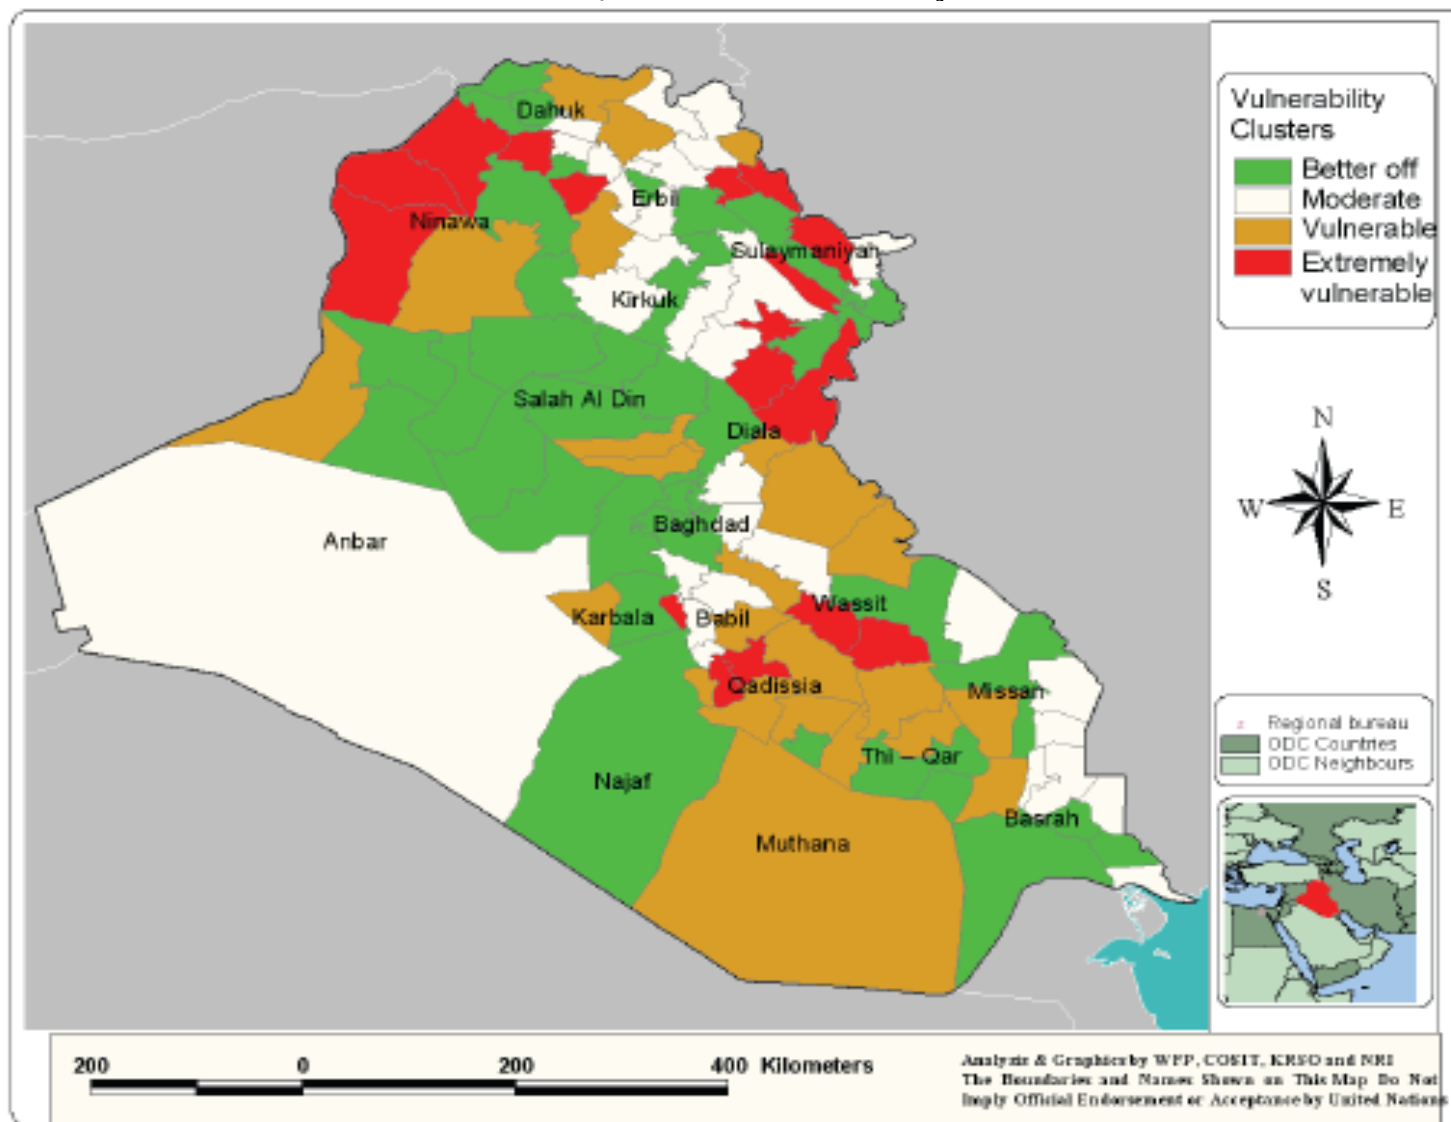 Vulnerability
Clusters
Better off
Moderate
Vulnerable
Extremely
vulnerable
Dahuk
Erbil
Ninawa
Sulaymaniyah
Kirkuk
Salah Al Din
Diala
Baghdad
Anbar
Karbala
Babil
Wassit
Qadissia
Missan
Thi – Qar
Najaf
Basrah
Muthana
N
W E
S
Regional bureau
ODC Countries
ODC Neighbours
200 0 200 400 Kilometers
Analysis & Graphics by WFP, COSIT, KRSO and NRI
The Boundaries and Names Shown on This Map Do Not
Imply Official Endorsement or Acceptance by United Nations